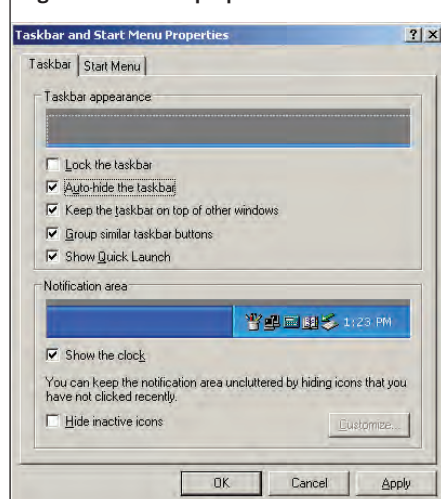 Taskbar and Start Menu Properties
Taskbar
Start Menu
Taskbar appearance
Lock the taskbar
Auto-hide the taskbar
Keep the taskbar on top of other windows
Group similar taskbar buttons
Show Quick Launch
Notification area
1:23 PM
Show the clock
You can keep the notification area uncluttered by hiding icons that you
have not clicked recently.
Hide inactive icons
Customize...
OK
Cancel
Apply